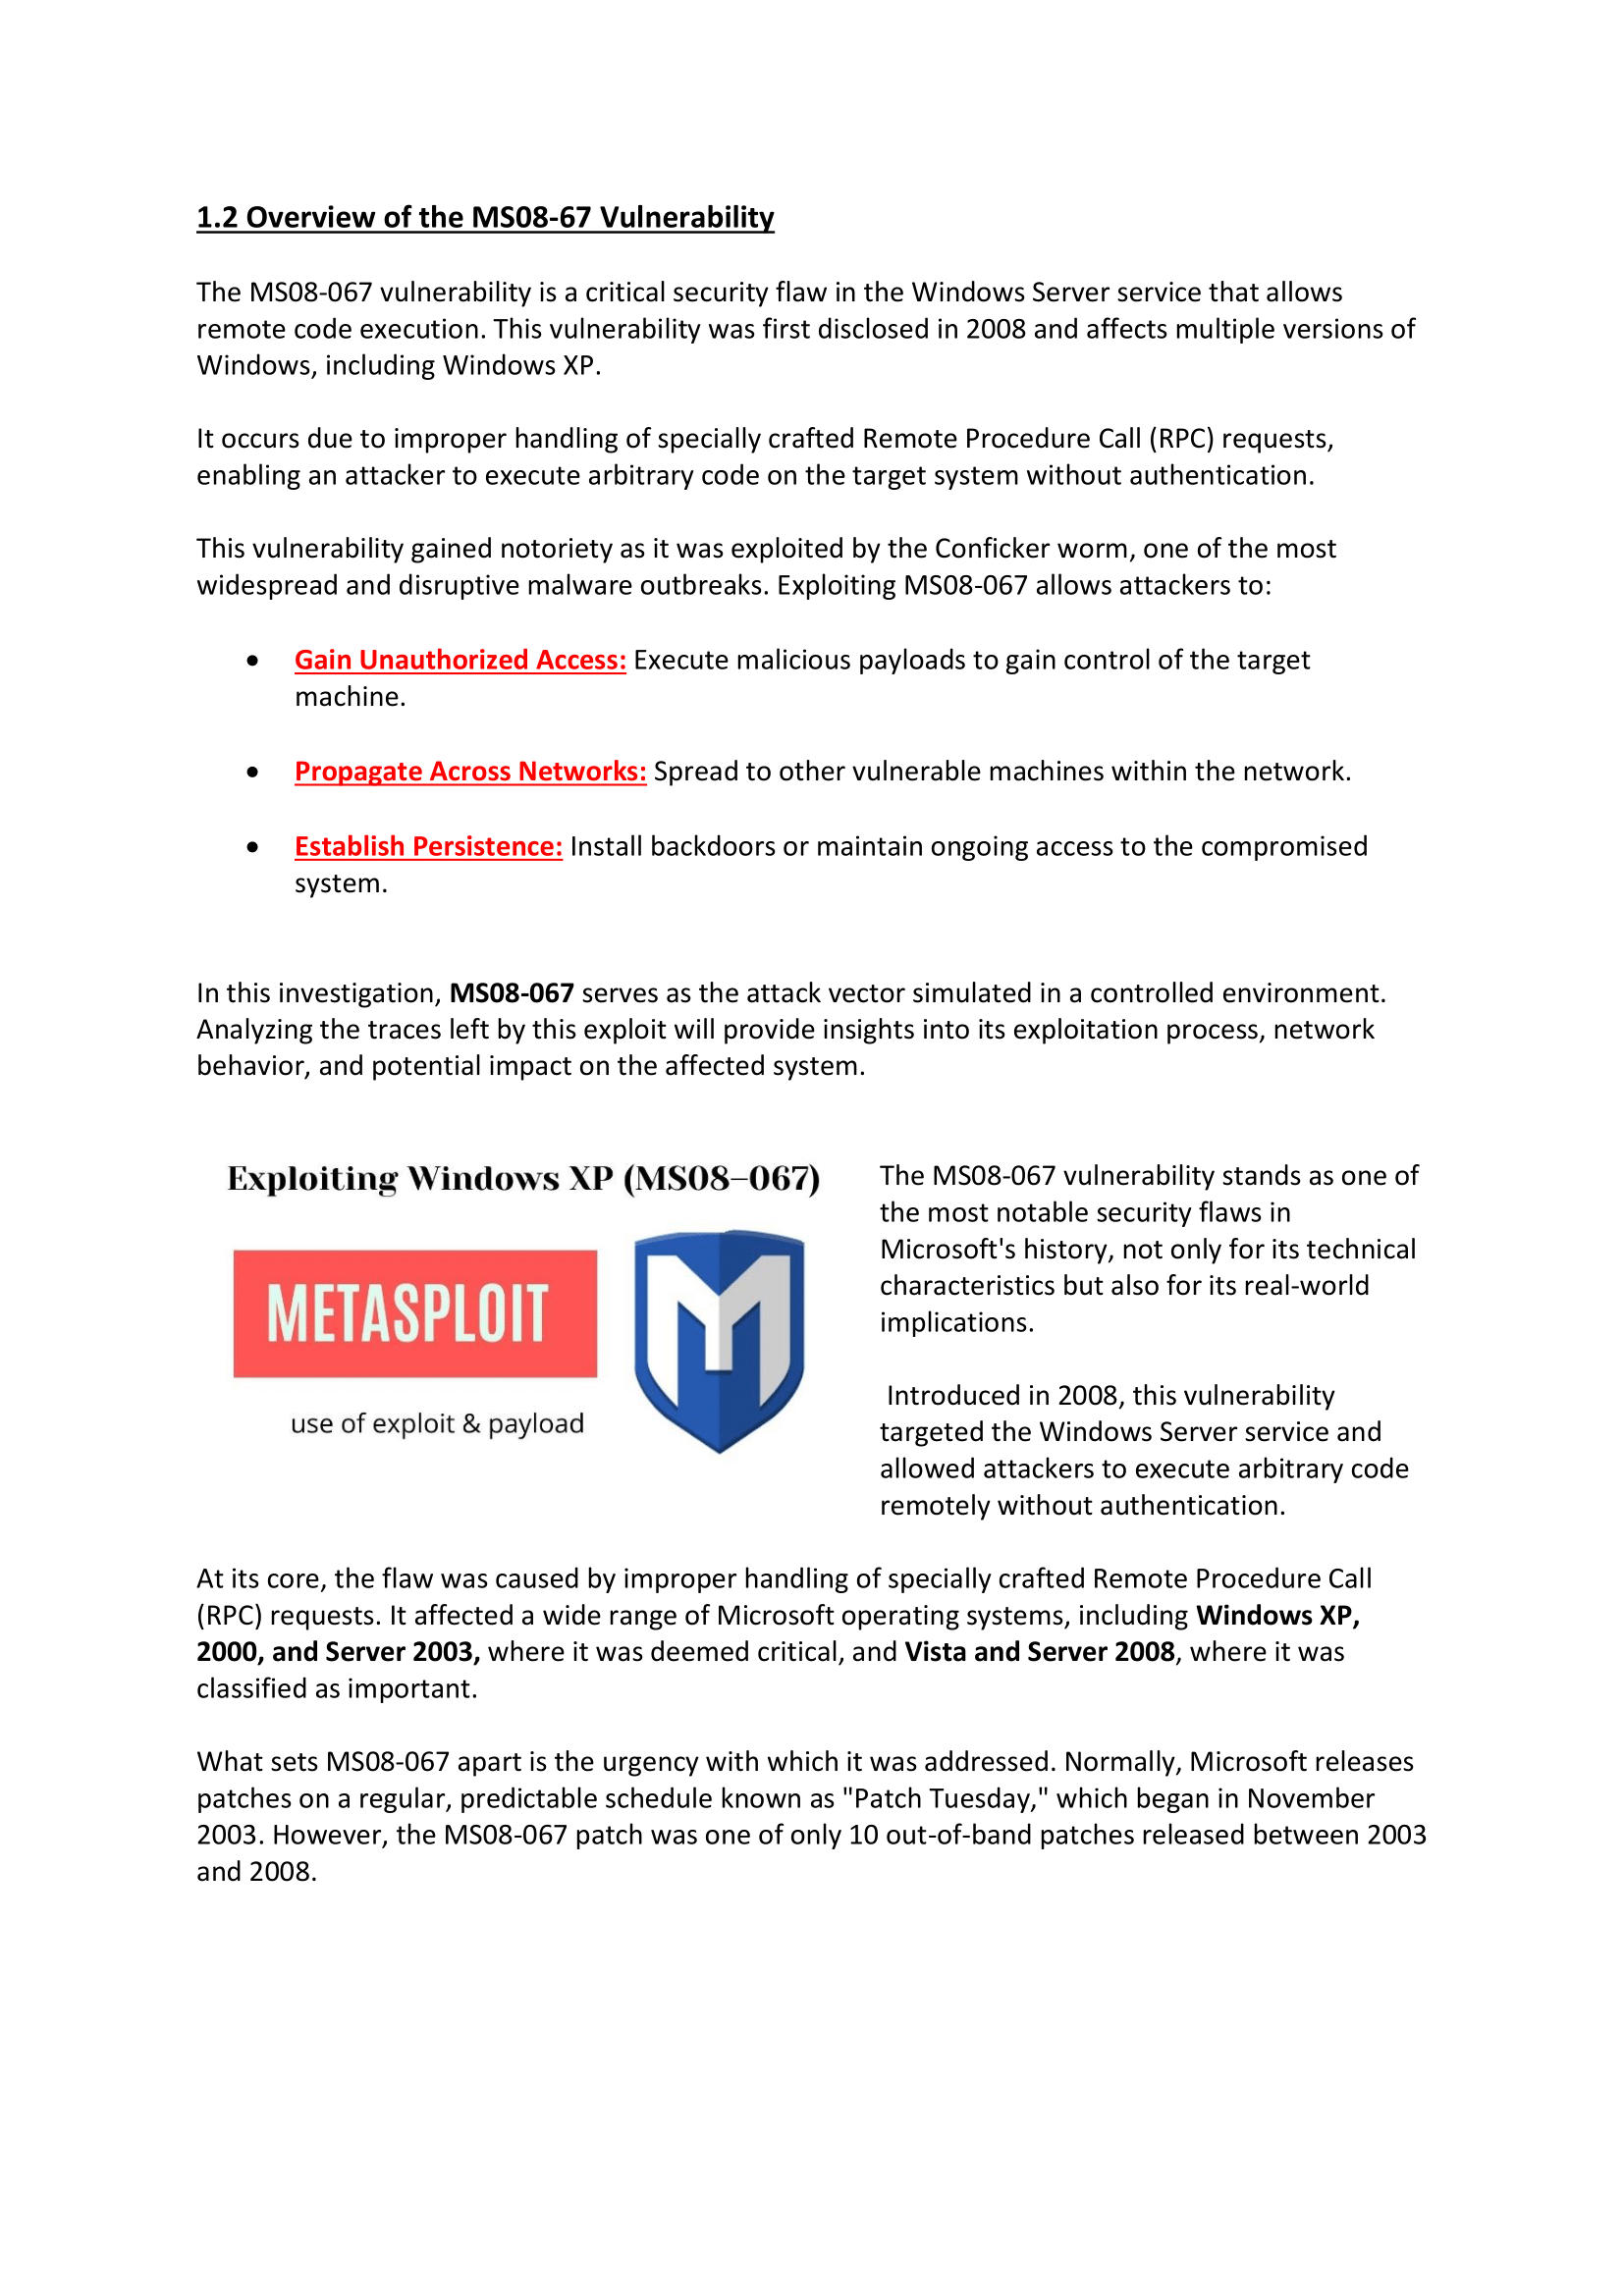 1.2 Overview of the MS08-67 Vulnerability
The MS08-067 vulnerability is a critical security flaw in the Windows Server service that allows
remote code execution. This vulnerability was first disclosed in 2008 and affects multiple versions of
Windows, including Windows XP.
It occurs due to improper handling of specially crafted Remote Procedure Call (RPC) requests,
enabling an attacker to execute arbitrary code on the target system without authentication.
This vulnerability gained notoriety as it was exploited by the Conficker worm, one of the most
widespread and disruptive malware outbreaks. Exploiting MS08-067 allows attackers to:
• Gain Unauthorized Access: Execute malicious payloads to gain control of the target
machine.
• Propagate Across Networks: Spread to other vulnerable machines within the network.
• Establish Persistence: Install backdoors or maintain ongoing access to the compromised
system.
In this investigation, MS08-067 serves as the attack vector simulated in a controlled environment.
Analyzing the traces left by this exploit will provide insights into its exploitation process, network
behavior, and potential impact on the affected system.
Exploiting Windows XP (MS08-067)
METASPLOIT
use of exploit & payload
M
The MS08-067 vulnerability stands as one of
the most notable security flaws in
Microsoft's history, not only for its technical
characteristics but also for its real-world
implications.
Introduced in 2008, this vulnerability
targeted the Windows Server service and
allowed attackers to execute arbitrary code
remotely without authentication.
At its core, the flaw was caused by improper handling of specially crafted Remote Procedure Call
(RPC) requests. It affected a wide range of Microsoft operating systems, including Windows XP,
2000, and Server 2003, where it was deemed critical, and Vista and Server 2008, where it was
classified as important.
What sets MS08-067 apart is the urgency with which it was addressed. Normally, Microsoft releases
patches on a regular, predictable schedule known as "Patch Tuesday," which began in November
2003. However, the MS08-067 patch was one of only 10 out-of-band patches released between 2003
and 2008.